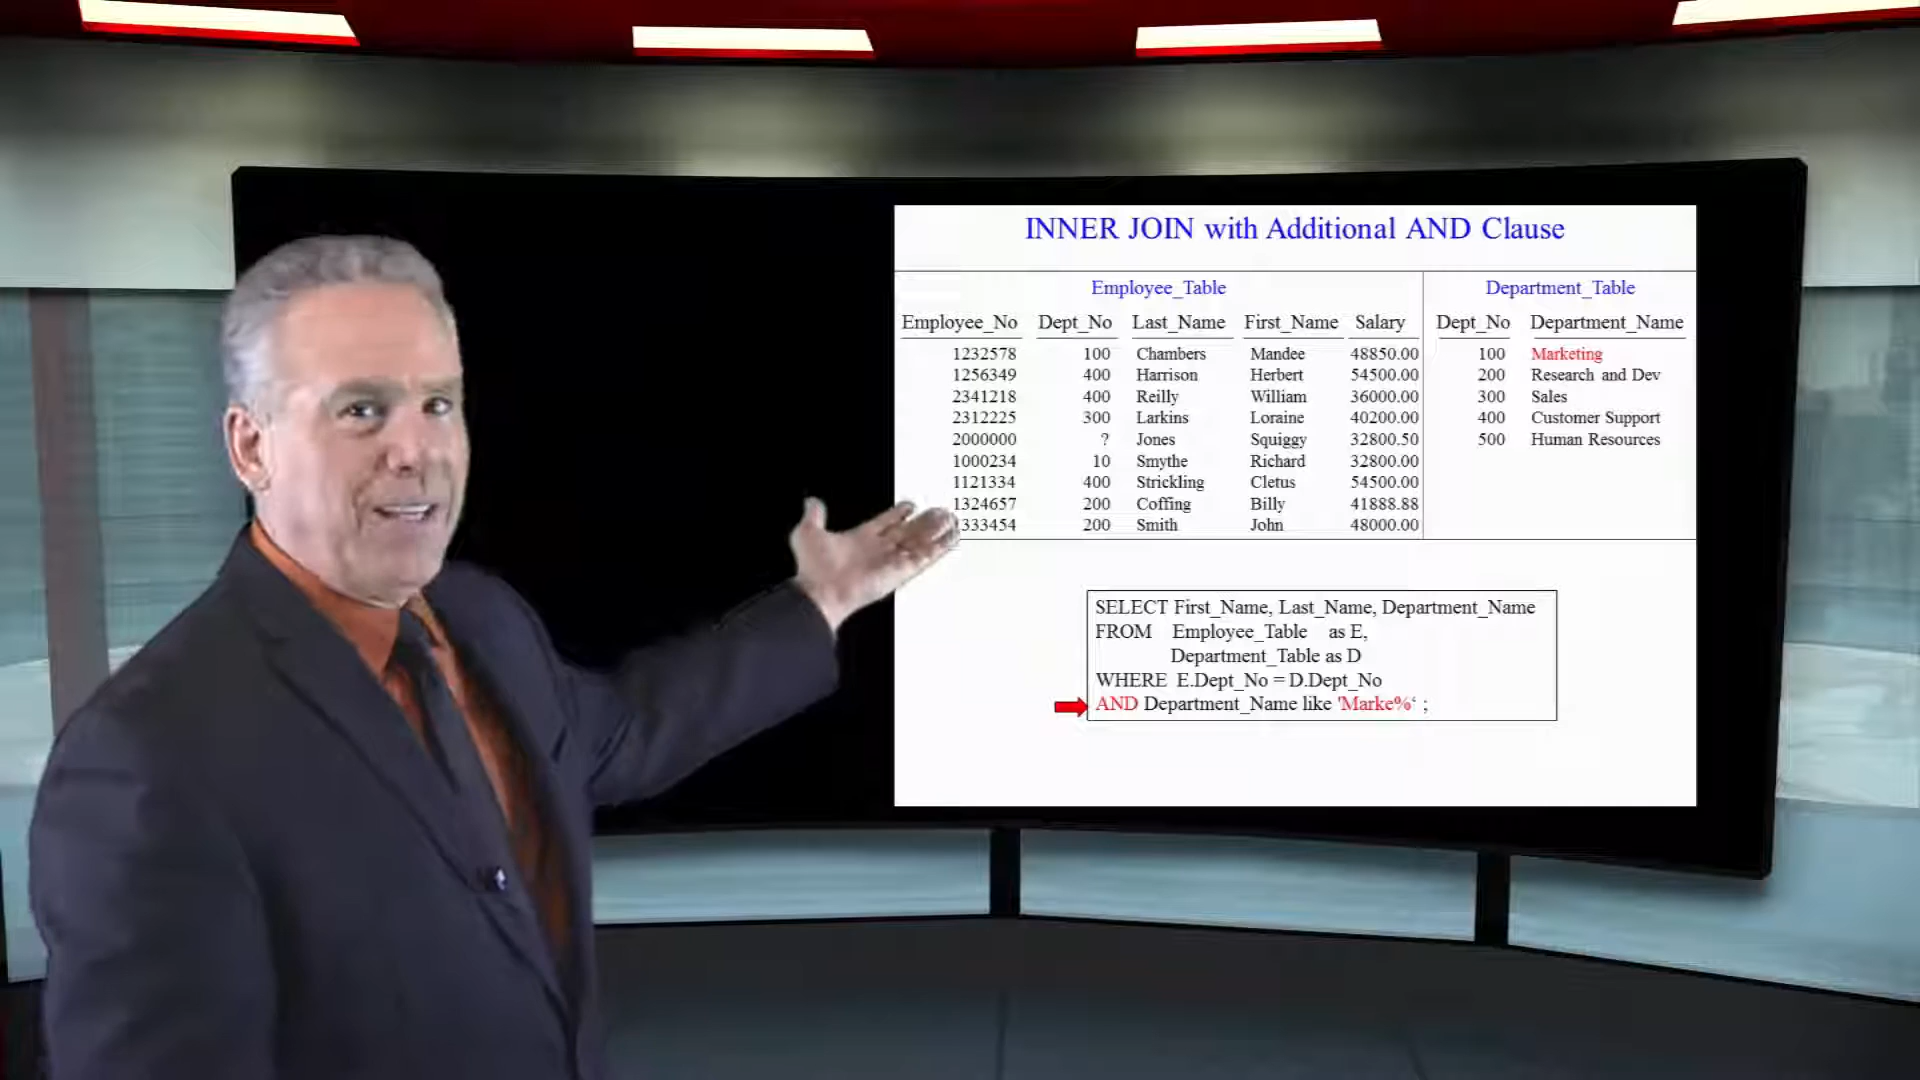 INNER JOIN with Additional AND Clause
Employee_Table Department_Table
Employee_No Dept_No Last_Name First_Name Salary Dept_No Department_Name
1232578 100 Chambers Mandee 48850.00 100 Marketing
1256349 400 Harrison Herbert 54500.00 200 Research and Dev
2341218 400 Reilly William 36000.00 300 Sales
2312225 300 Larkins Loraine 40200.00 400 Customer Support
2000000 ? Jones Squiggy 32800.50 500 Human Resources
1000234 10 Smythe Richard 32800.00
1121334 400 Strickling Cletus 54500.00
1324657 200 Coffing Billy 41888.88
333454 200 Smith John 48000.00
SELECT First_Name, Last_Name, Department_Name
FROM Employee_Table as E,
Department_Table as D
WHERE E.Dept_No = D.Dept_No
AND Department_Name like 'Marke%‘ ;